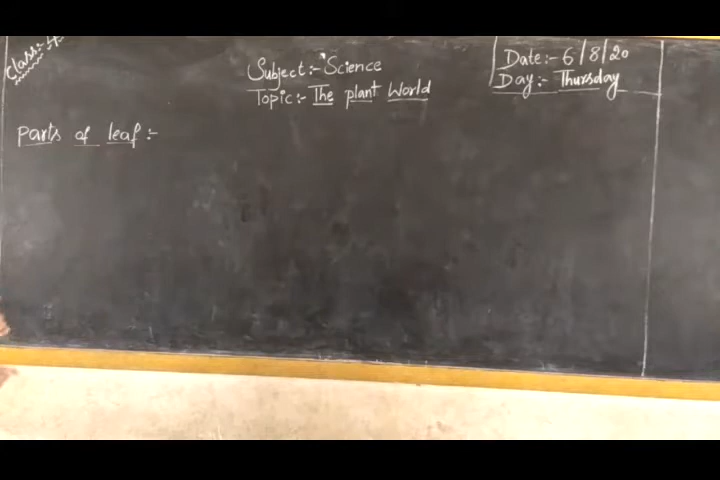 Class:- 4
Subject:- Science
Topic:- The plant World
Date:- 6/8/20
Day:- Thursday
Parts of leaf:-